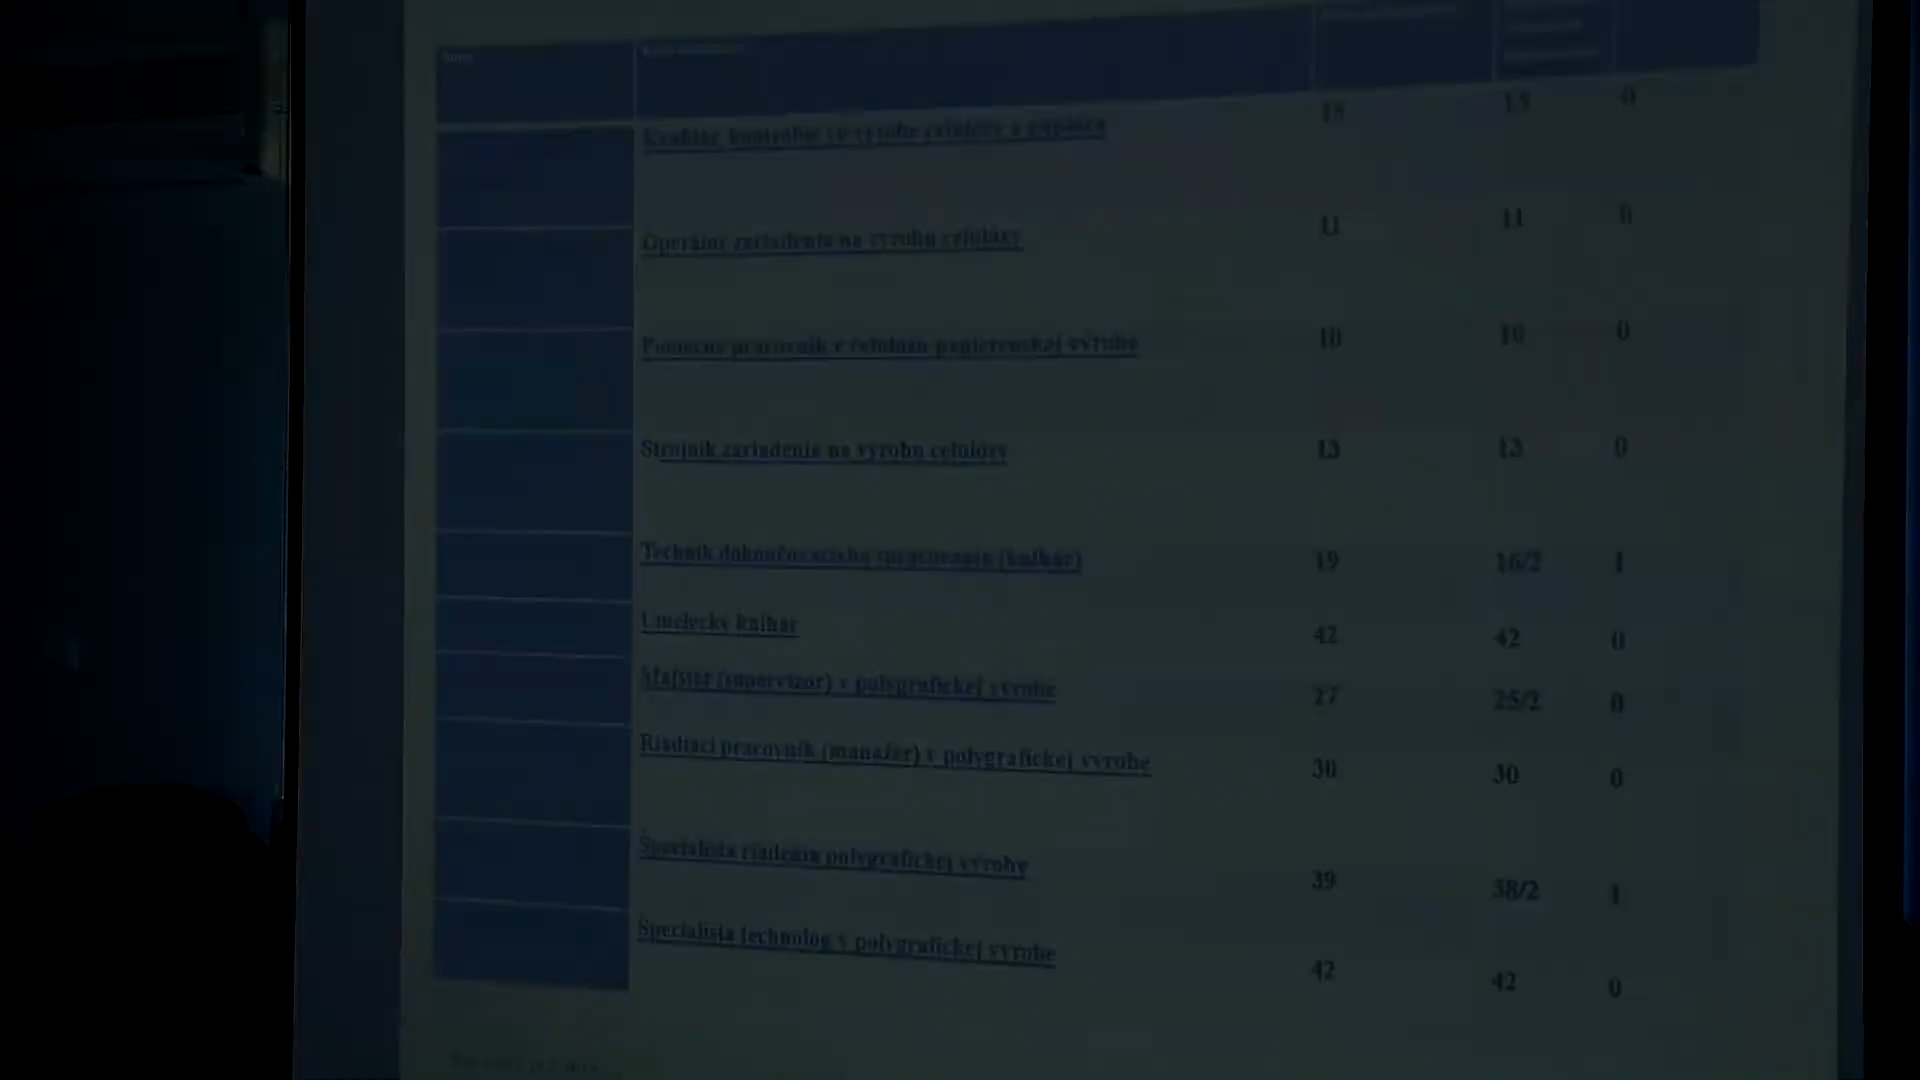 Kvalitár, kontrolór vo výrobe celulózy a papiera 15 15 0
Operátor zariadenia na výrobu celulózy 11 11 0
Pomocný pracovník v celulózo papierenskej výrobe 10 10 0
Strojník zariadenia na výrobu celulózy 13 13 0
Technik dokončovacieho spracovania (knihár) 19 16/2 1
Umelecký knihár 42 42 0
Majster (supervízor) v polygrafickej výrobe 27 25/2 0
Riadiaci pracovník (manažér) v polygrafickej výrobe 30 30 0
Špecialista riadenia polygrafickej výroby 39 38/2 1
Špecialista technológ v polygrafickej výrobe 42 42 0